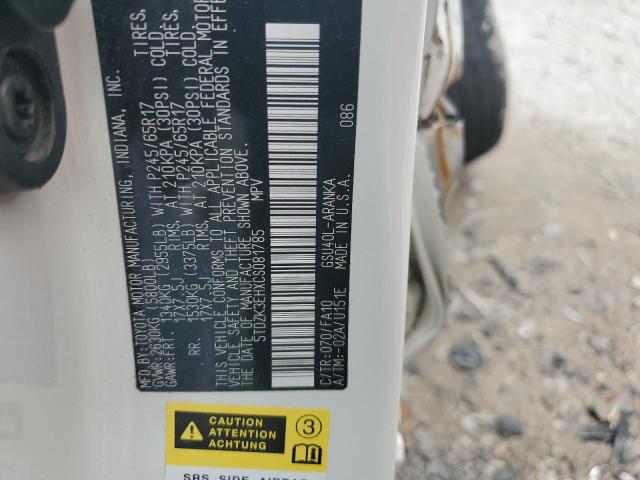 MFD.BY:TOYOTA MOTOR MANUFACTURING, INDIANA, INC.
GVWR:2630KG (5800LB)
GAWR:FRT 1340KG (2955LB) WITH P245/65R17 TIRES.
17X7.5J RIMS AT 210KPA (30PSI) COLD
RR. 1530KG (3375LB) WITH P245/65R17 TIRES.
17X7.5J RIMS AT 210KPA (30PSI) COLD
THIS VEHICLE CONFORMS TO ALL APPLICABLE FEDERAL MOTOR
VEHICLE SAFETY AND THEFT PREVENTION STANDARDS IN EFFE
ON THE DATE OF MANUFACTURE SHOWN ABOVE.
5TDZK3EHXCS081785 MPV
086
C/TR:070/FA10 GSU40L-ARANKA
A/TM:-02A/U151E MADE IN U.S.A.
CAUTION
ATTENTION
ACHTUNG
3
SRS SIDE AIRBAG